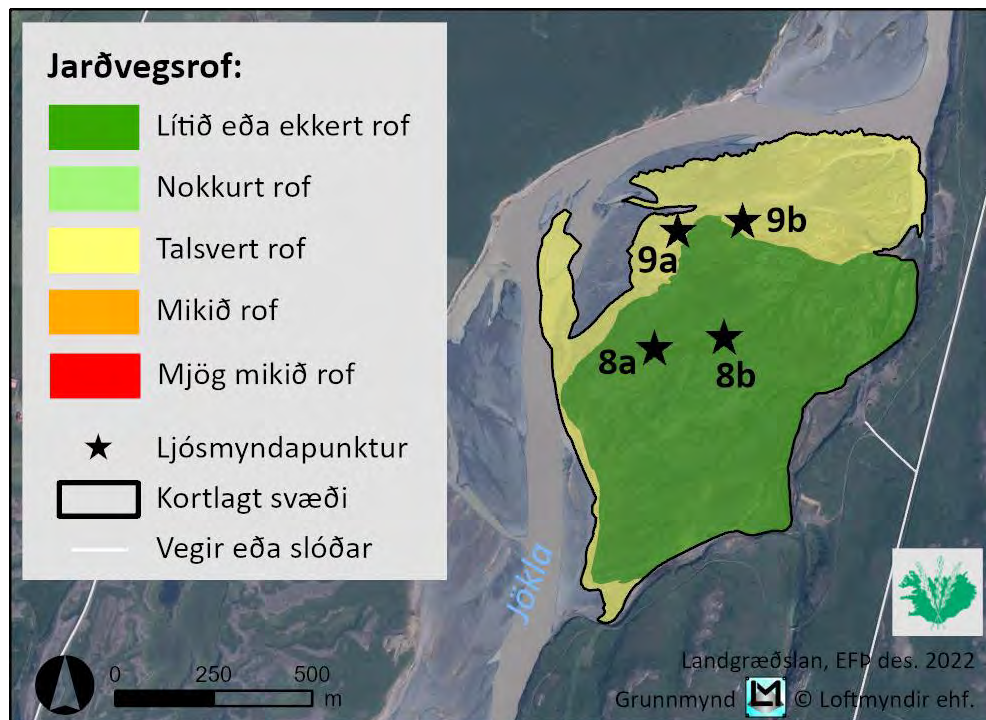 Jarðvegsrof:
Lítið eða ekkert rof
Nokkurt rof
Talsvert rof
Mikið rof
Mjög mikið rof
Ljósmyndapunktur
Kortlagt svæði
Vegir eða slóðar
0 250 500
m
9b
9a
8a
8b
Jökla
Landgræðslan, EFÞ des. 2022
Grunnmynd LM © Loftmyndir ehf.